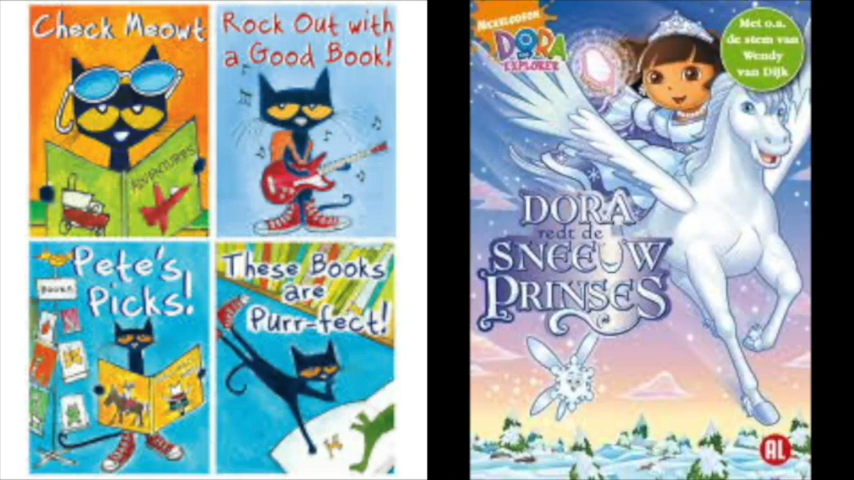 Check Meowt
Rock Out with
a Good Book!
ADVENTURES
Pete's
Picks!
These Books
are
Purr-fect!
NICKELODEON
DORA
EXPLORER
Met o.a.
de stem van
Wendy
van Dijk
DORA
redt de
SNEEUW
PRINSES
AL